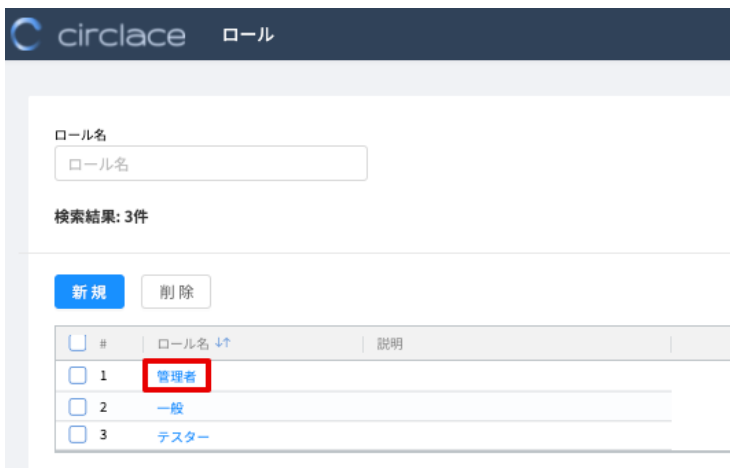 circlace ロール
ロール名
ロール名
検索結果: 3件
新規 削除
# ロール名 説明
1 管理者
2 一般
3 テスター